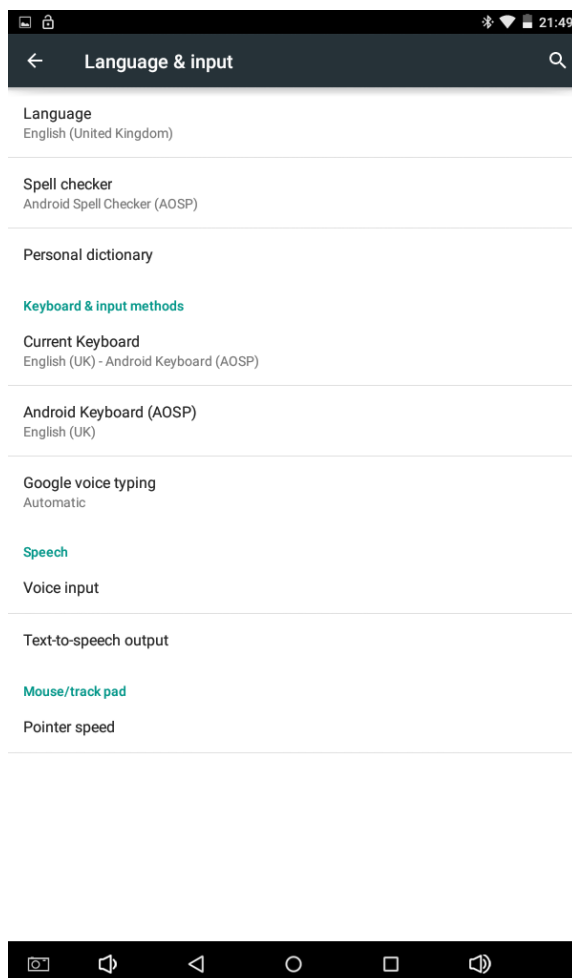 21:49
Language & input
Language
English (United Kingdom)
Spell checker
Android Spell Checker (AOSP)
Personal dictionary
Keyboard & input methods
Current Keyboard
English (UK) - Android Keyboard (AOSP)
Android Keyboard (AOSP)
English (UK)
Google voice typing
Automatic
Speech
Voice input
Text-to-speech output
Mouse/track pad
Pointer speed